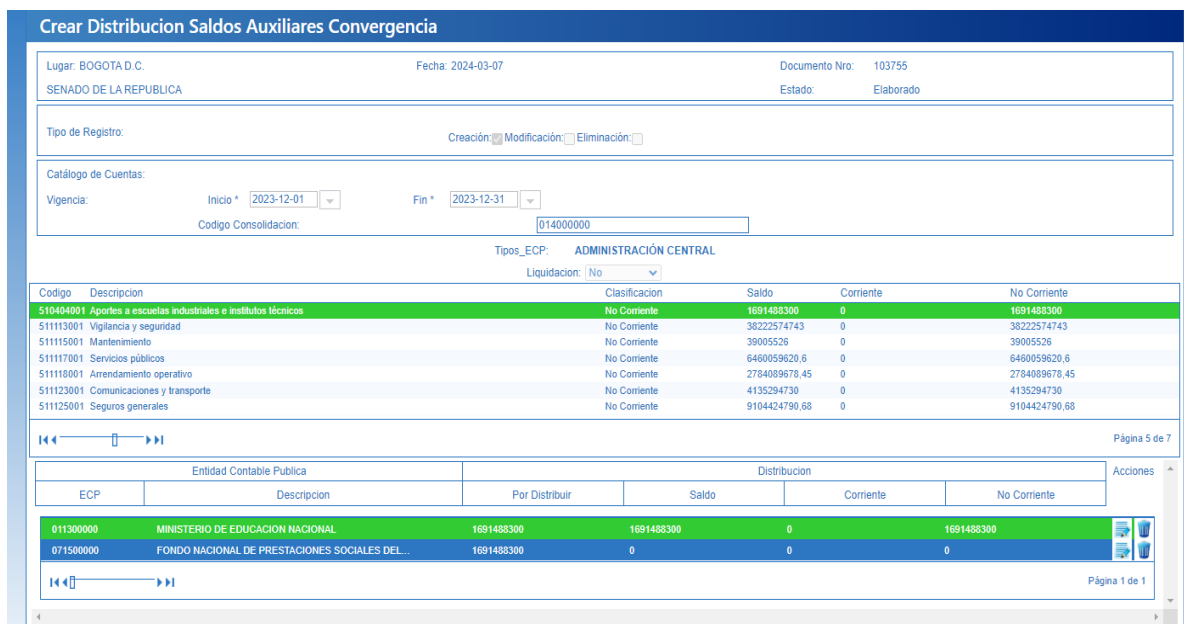 Crear Distribucion Saldos Auxiliares Convergencia
Lugar: BOGOTA D.C. Fecha: 2024-03-07 Documento Nro: 103755
SENADO DE LA REPUBLICA Estado: Elaborado
Tipo de Registro: Creación: Modificación: Eliminación:
Catálogo de Cuentas:
Vigencia: Inicio * 2023-12-01 Fin * 2023-12-31
Codigo Consolidacion: 014000000
Tipos_ECP: ADMINISTRACIÓN CENTRAL
Liquidacion: No
Codigo Descripcion Clasificacion Saldo Corriente No Corriente
510404001 Aportes a escuelas industriales e institutos técnicos No Corriente 1691488300 0 1691488300
511113001 Vigilancia y seguridad No Corriente 38222574743 0 38222574743
511115001 Mantenimiento No Corriente 39005526 0 39005526
511117001 Servicios públicos No Corriente 6460059620,6 0 6460059620,6
511118001 Arrendamiento operativo No Corriente 2784089678,45 0 2784089678,45
511123001 Comunicaciones y transporte No Corriente 4135294730 0 4135294730
511125001 Seguros generales No Corriente 9104424790,68 0 9104424790,68
Página 5 de 7
Entidad Contable Publica Distribucion Acciones
ECP Descripcion Por Distribuir Saldo Corriente No Corriente
011300000 MINISTERIO DE EDUCACION NACIONAL 1691488300 1691488300 0 1691488300
071500000 FONDO NACIONAL DE PRESTACIONES SOCIALES DEL... 1691488300 0 0 0
Página 1 de 1